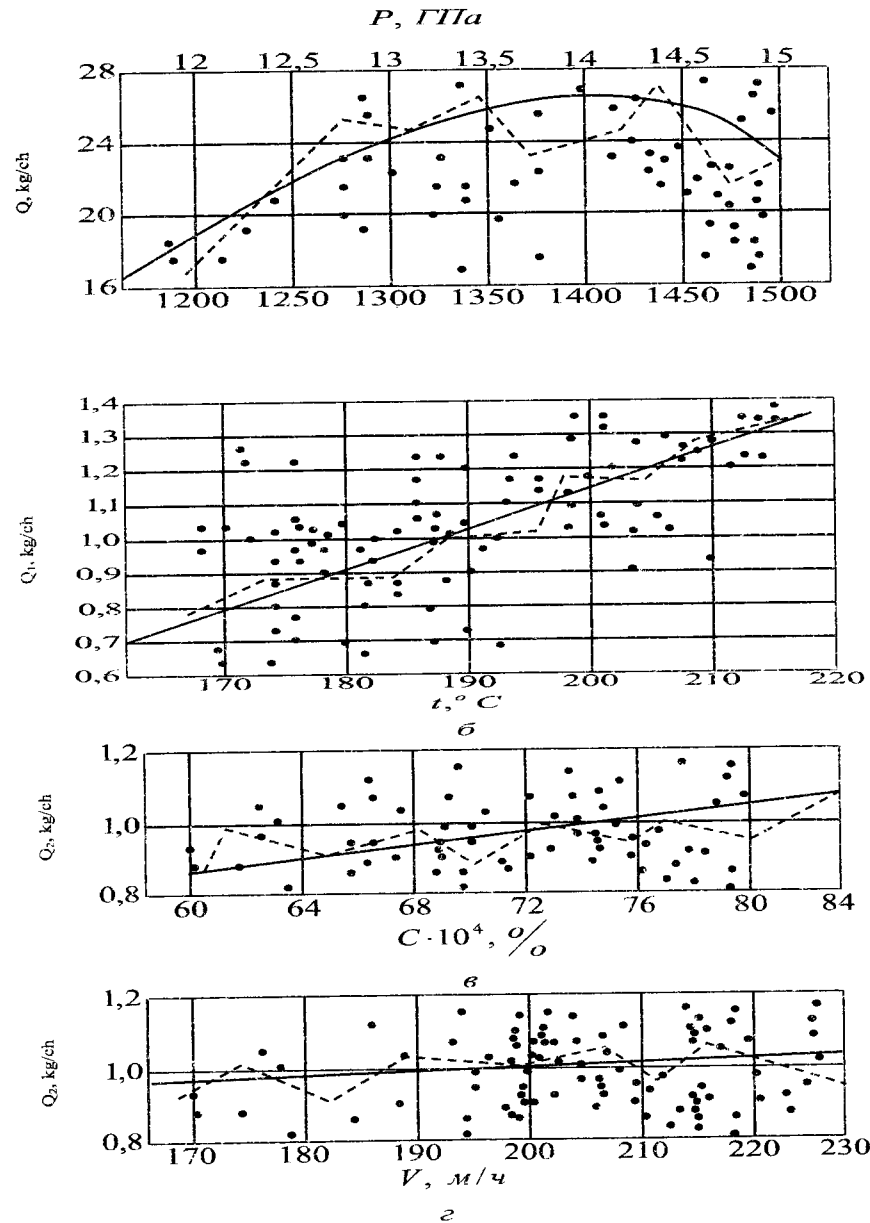 P, ГПа
12 12,5 13 13,5 14 14,5 15
28
24
20
16
Q, kg/ch
1200 1250 1300 1350 1400 1450 1500
1,4
1,3
1,2
1,1
1,0
0,9
0,8
0,7
0,6
Q₁, kg/ch
170 180 190 200 210 220
t,° C
б
1,2
1,0
0,8
Q₂, kg/ch
60 64 68 72 76 80 84
C·10⁴, %
в
1,2
1,0
0,8
Q₂, kg/ch
170 180 190 200 210 220 230
V, м/ч
г